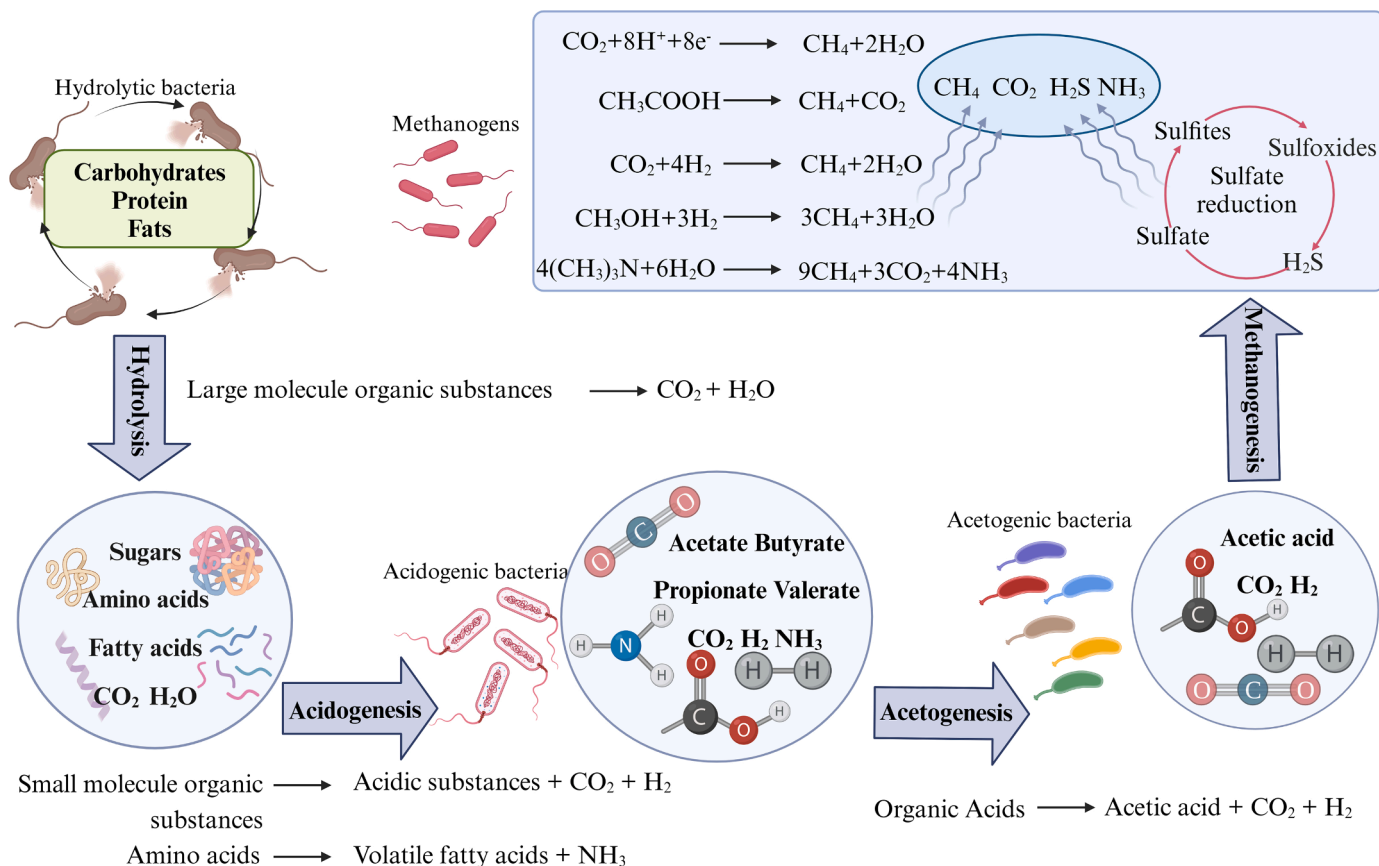 Hydrolytic bacteria
Carbohydrates
Protein
Fats
Methanogens
CO₂+8H⁺+8e⁻ → CH₄+2H₂O
CH₃COOH → CH₄+CO₂
CO₂+4H₂ → CH₄+2H₂O
CH₃OH+3H₂ → 3CH₄+3H₂O
4(CH₃)₃N+6H₂O → 9CH₄+3CO₂+4NH₃
CH₄ CO₂ H₂S NH₃
Sulfites
Sulfoxides
Sulfate
reduction
Sulfate
H₂S
Hydrolysis
Large molecule organic substances → CO₂ + H₂O
Methanogenesis
Sugars
Amino acids
Fatty acids
CO₂ H₂O
Acidogenic bacteria
Acidogenesis
O
C
O
Acetate Butyrate
Propionate Valerate
CO₂ H₂ NH₃
H
H
N
H
O
H H
C
O
H
Acetogenic bacteria
Acetogenesis
Acetic acid
CO₂ H₂
O
C
O
H
H H
O C O
Small molecule organic → Acidic substances + CO₂ + H₂
substances
Amino acids → Volatile fatty acids + NH₃
Organic Acids → Acetic acid + CO₂ + H₂